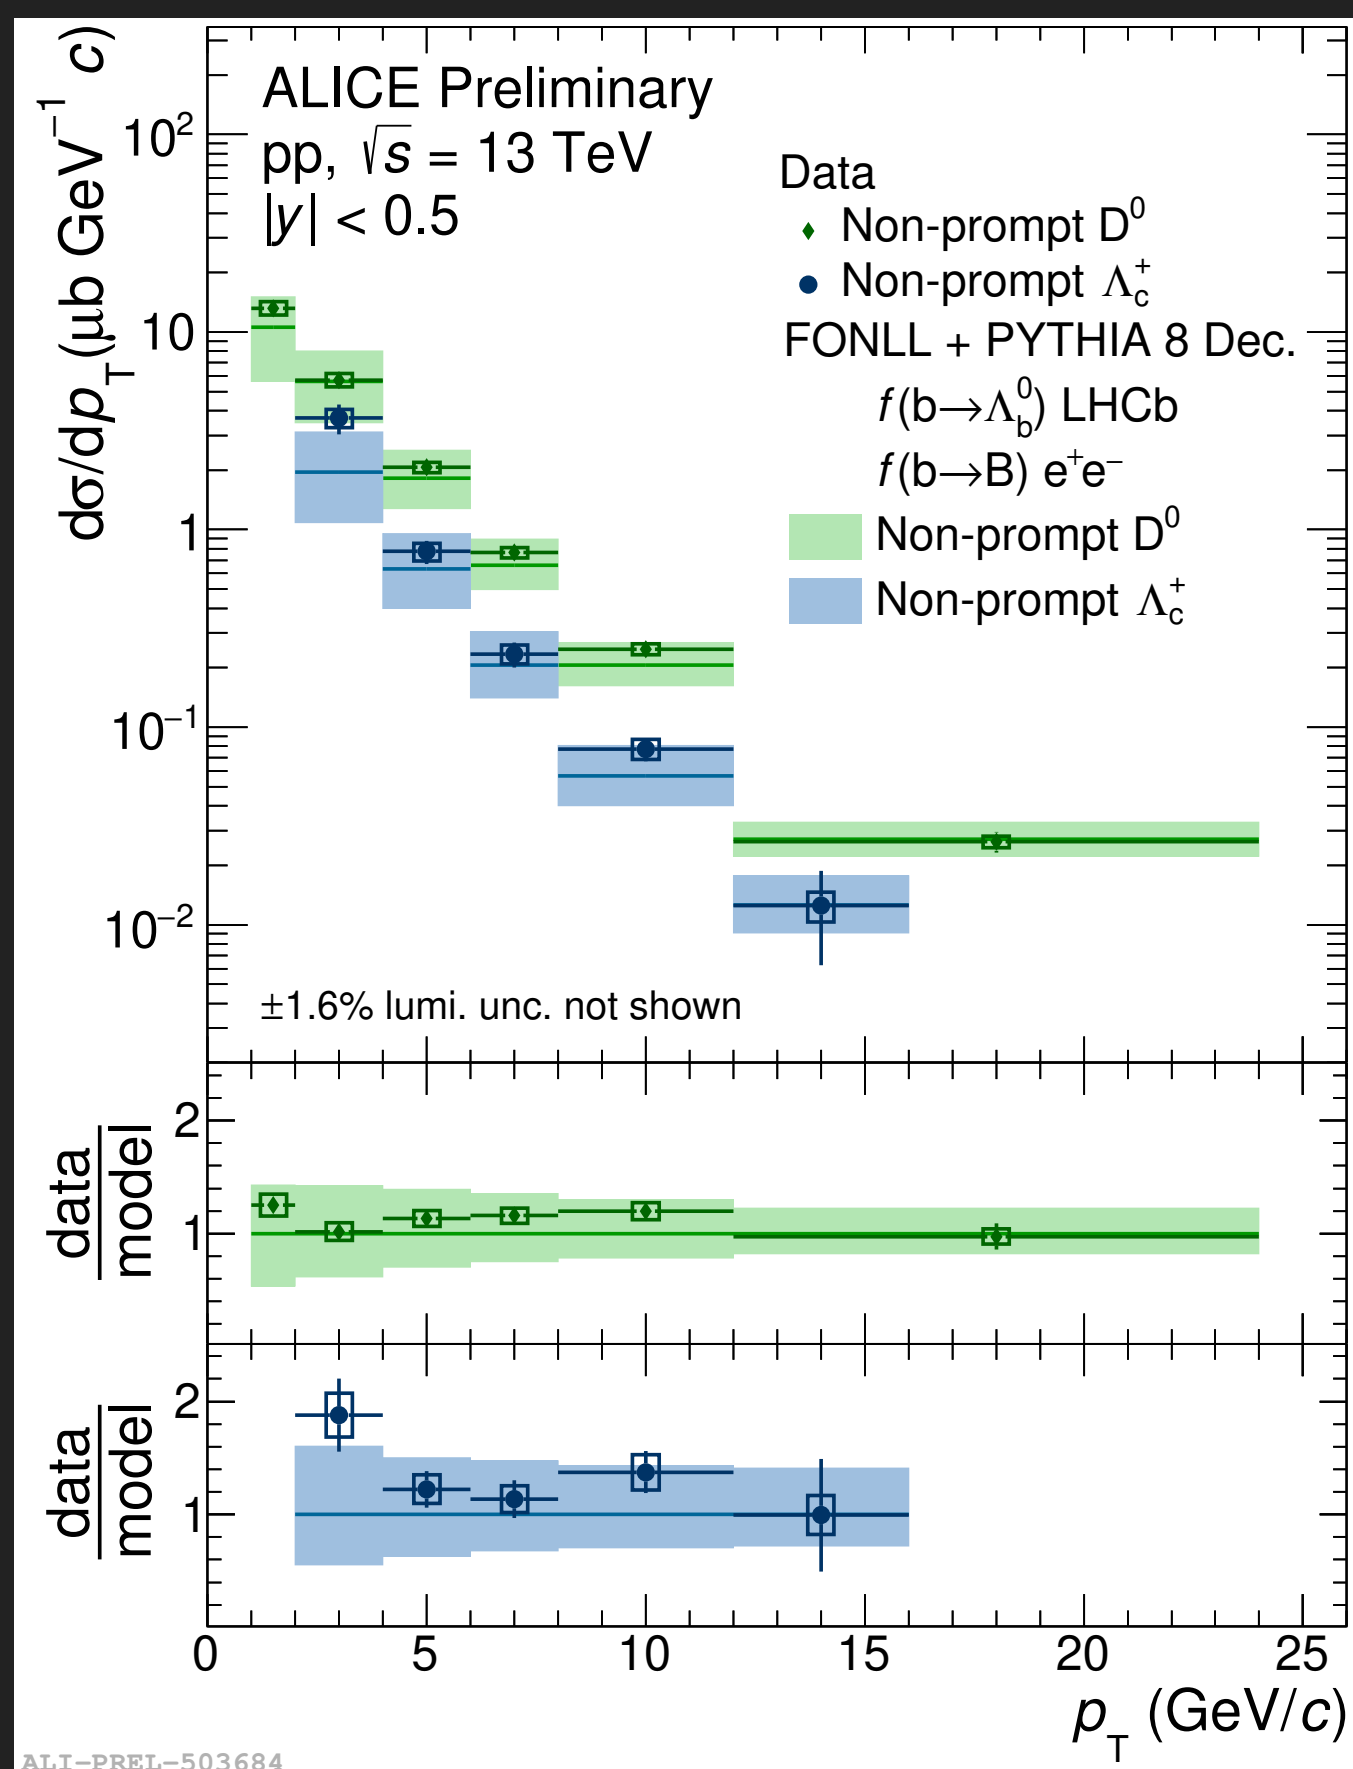 ALICE Preliminary
pp, √s = 13 TeV
|y| < 0.5
Data
Non-prompt D⁰
Non-prompt Λc⁺
FONLL + PYTHIA 8 Dec.
f(b→Λb⁰) LHCb
f(b→B) e⁺e⁻
Non-prompt D⁰
Non-prompt Λc⁺
±1.6% lumi. unc. not shown
dσ/dpT (μb GeV⁻¹ c)
10²
10
1
10⁻¹
10⁻²
data
model
2
1
data
model
2
1
0 5 10 15 20 25
pT (GeV/c)
ALI-PREL-503684